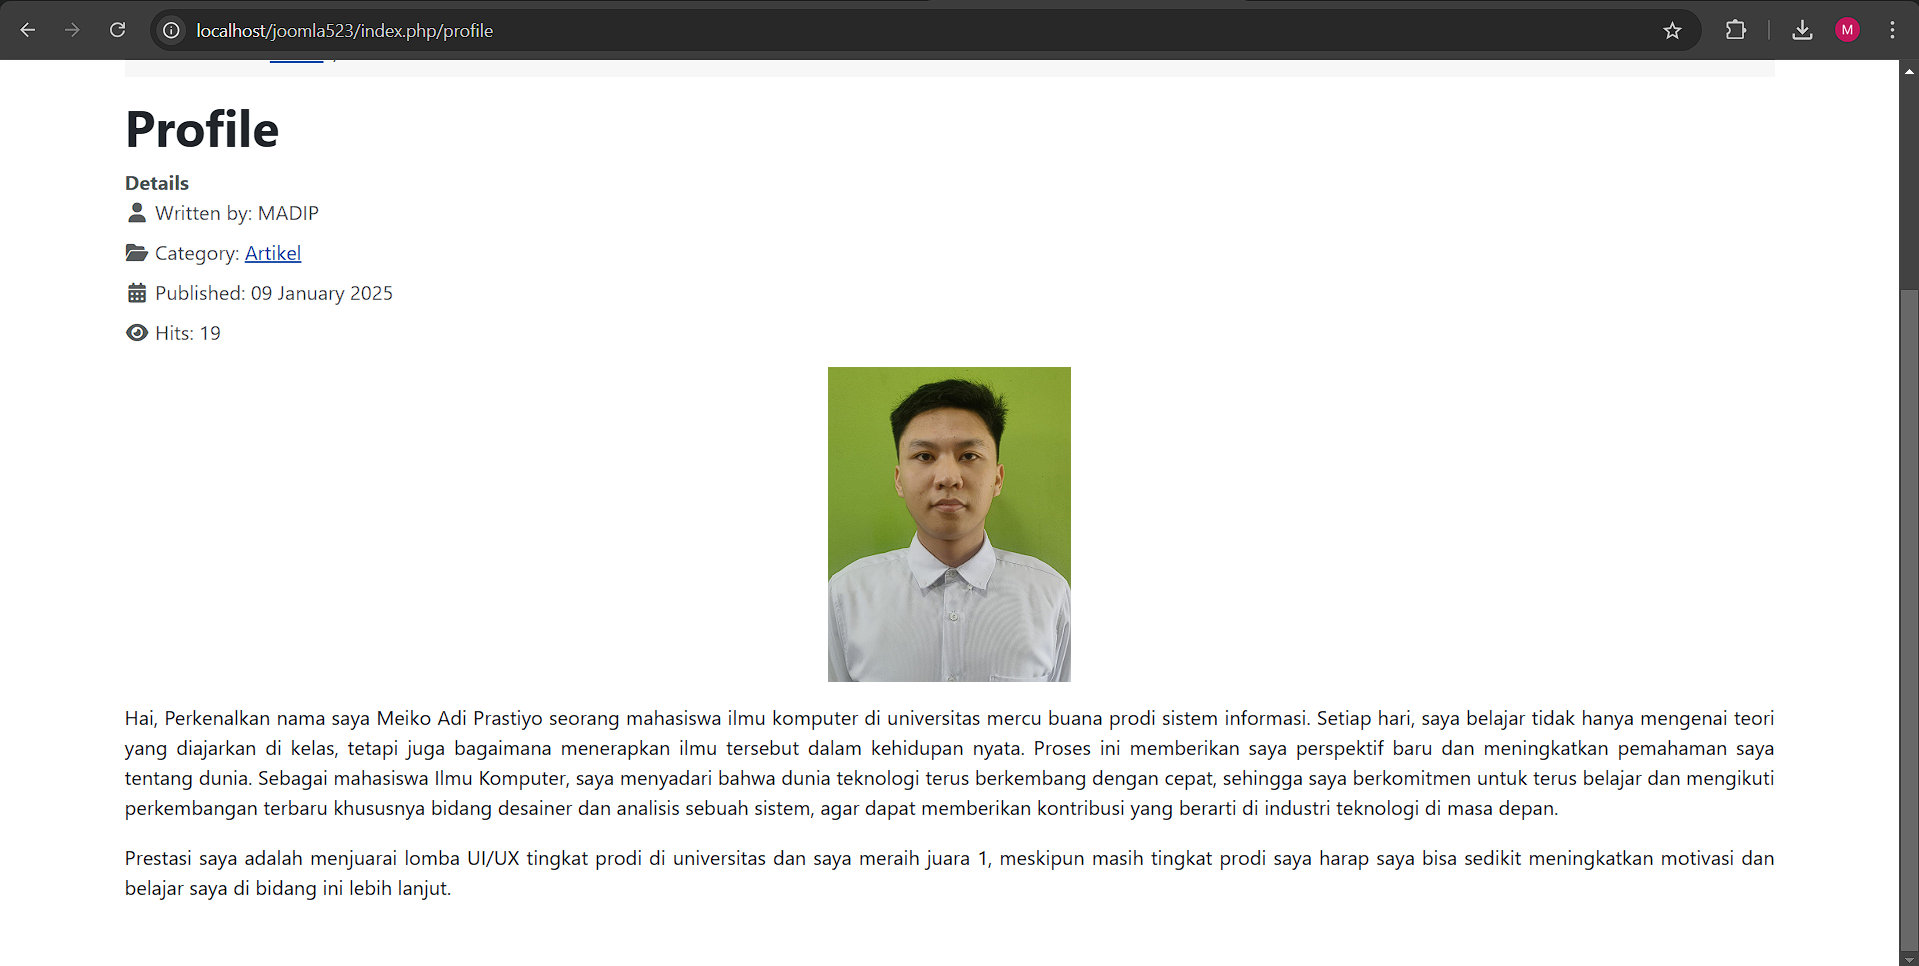 localhost/joomla523/index.php/profile
M
Profile
Details
Written by: MADIP
Category: Artikel
Published: 09 January 2025
Hits: 19
Hai, Perkenalkan nama saya Meiko Adi Prastiyo seorang mahasiswa ilmu komputer di universitas mercu buana prodi sistem informasi. Setiap hari, saya belajar tidak hanya mengenai teori
yang diajarkan di kelas, tetapi juga bagaimana menerapkan ilmu tersebut dalam kehidupan nyata. Proses ini memberikan saya perspektif baru dan meningkatkan pemahaman saya
tentang dunia. Sebagai mahasiswa Ilmu Komputer, saya menyadari bahwa dunia teknologi terus berkembang dengan cepat, sehingga saya berkomitmen untuk terus belajar dan mengikuti
perkembangan terbaru khususnya bidang desainer dan analisis sebuah sistem, agar dapat memberikan kontribusi yang berarti di industri teknologi di masa depan.
Prestasi saya adalah menjuarai lomba UI/UX tingkat prodi di universitas dan saya meraih juara 1, meskipun masih tingkat prodi saya harap saya bisa sedikit meningkatkan motivasi dan
belajar saya di bidang ini lebih lanjut.